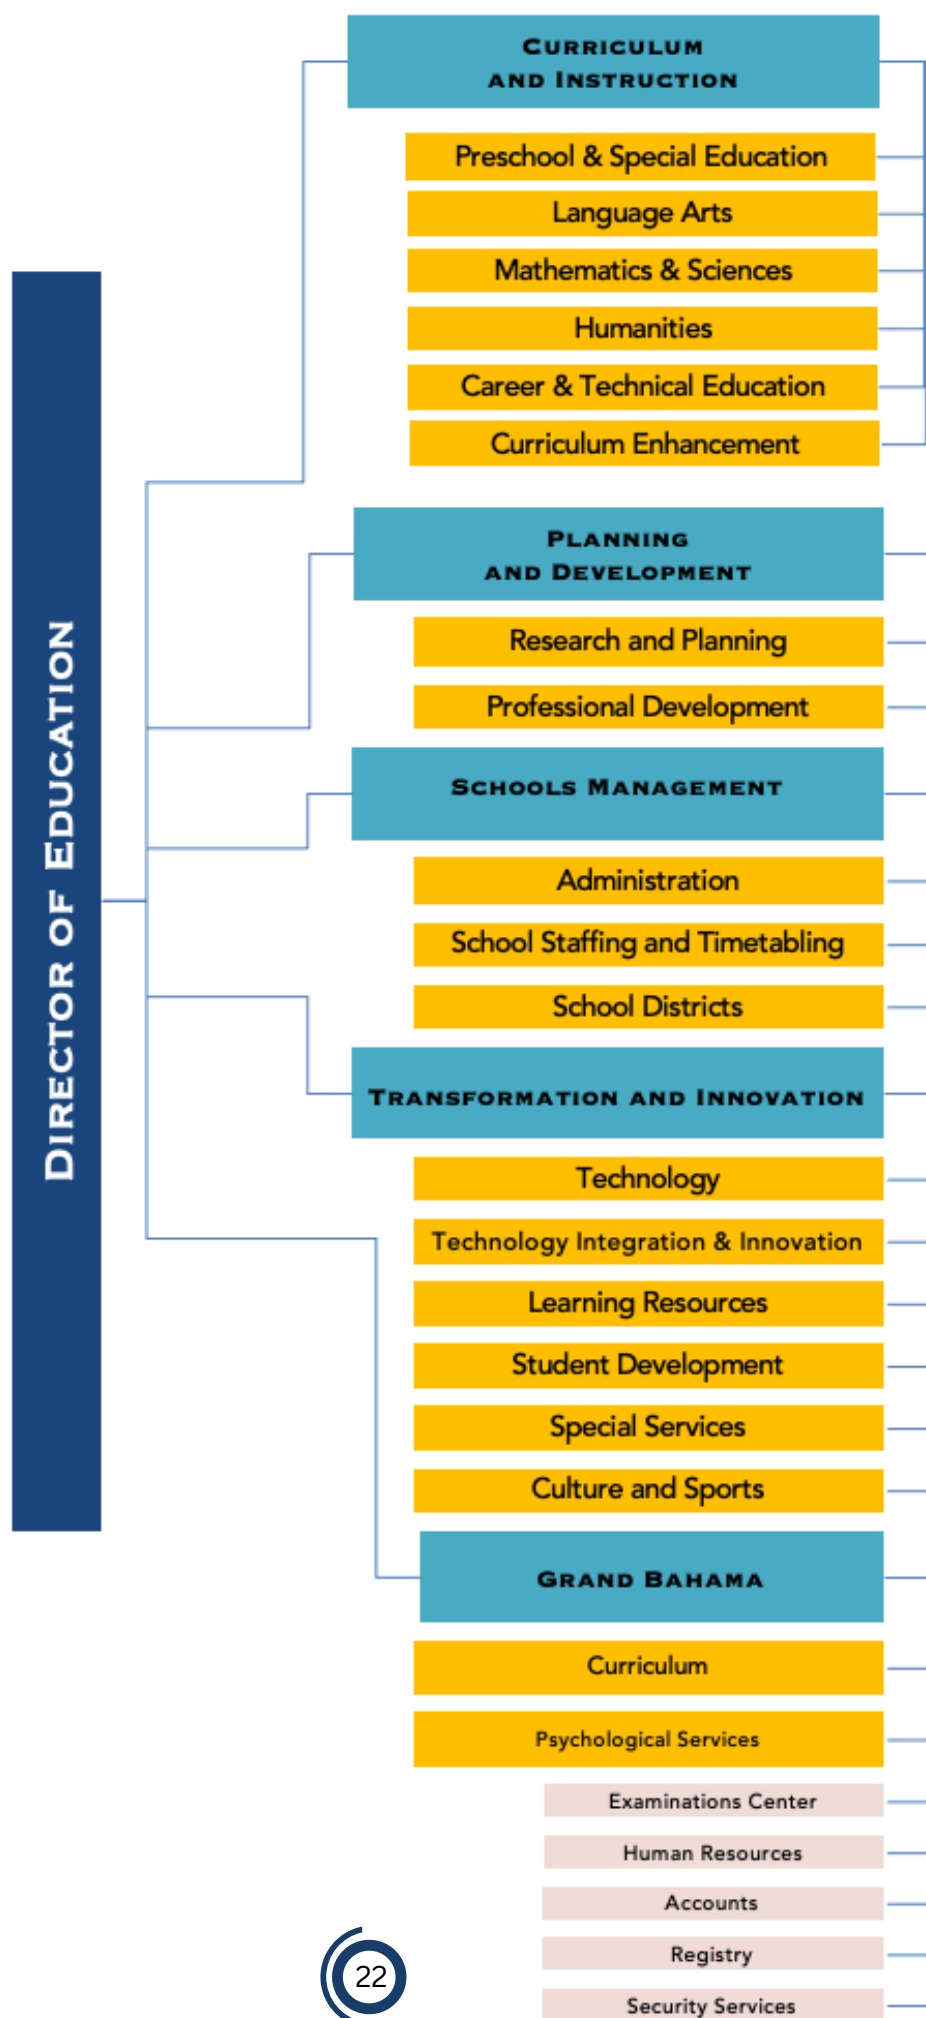 CURRICULUM
AND INSTRUCTION
Preschool & Special Education
Language Arts
Mathematics & Sciences
Humanities
Career & Technical Education
Curriculum Enhancement
PLANNING
AND DEVELOPMENT
Research and Planning
Professional Development
SCHOOLS MANAGEMENT
Administration
School Staffing and Timetabling
School Districts
DIRECTOR OF EDUCATION
TRANSFORMATION AND INNOVATION
Technology
Technology Integration & Innovation
Learning Resources
Student Development
Special Services
Culture and Sports
GRAND BAHAMA
Curriculum
Psychological Services
Examinations Center
Human Resources
Accounts
Registry
Security Services
22